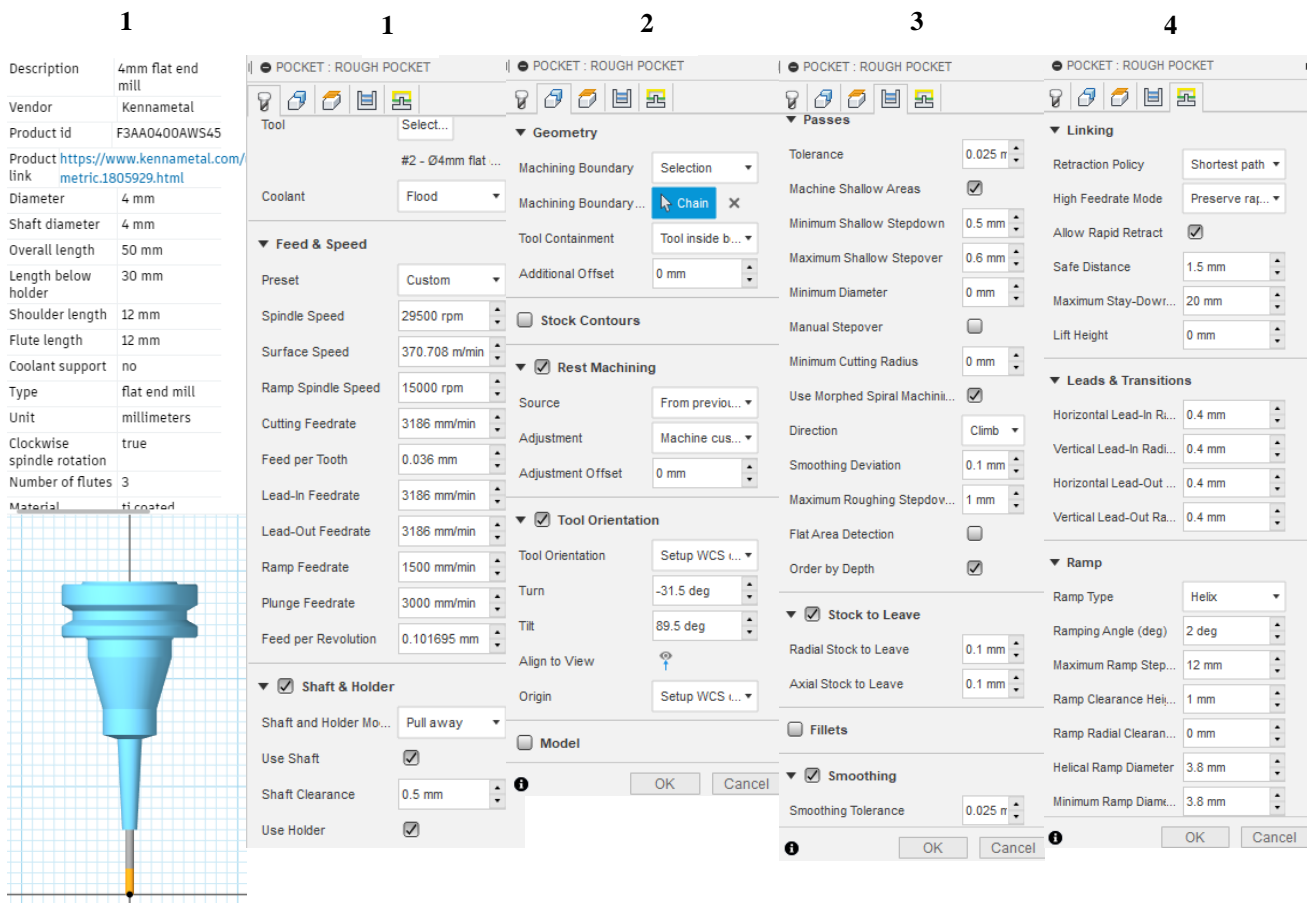 1
1
2
3
4
Description 4mm flat end
mill
Vendor Kennametal
Product id F3AA0400AWS45
Product https://www.kennametal.com/
link metric.1805929.html
Diameter 4 mm
Shaft diameter 4 mm
Overall length 50 mm
Length below 30 mm
holder
Shoulder length 12 mm
Flute length 12 mm
Coolant support no
Type flat end mill
Unit millimeters
Clockwise true
spindle rotation
Number of flutes 3
Material ti coated
POCKET : ROUGH POCKET
Tool Select...
#2 - Ø4mm flat ...
Coolant Flood
Feed & Speed
Preset Custom
Spindle Speed 29500 rpm
Surface Speed 370.708 m/min
Ramp Spindle Speed 15000 rpm
Cutting Feedrate 3186 mm/min
Feed per Tooth 0.036 mm
Lead-In Feedrate 3186 mm/min
Lead-Out Feedrate 3186 mm/min
Ramp Feedrate 1500 mm/min
Plunge Feedrate 3000 mm/min
Feed per Revolution 0.101695 mm
Shaft & Holder
Shaft and Holder Mo... Pull away
Use Shaft
Shaft Clearance 0.5 mm
Use Holder
POCKET : ROUGH POCKET
Geometry
Machining Boundary Selection
Machining Boundary... Chain
Tool Containment Tool inside b...
Additional Offset 0 mm
Stock Contours
Rest Machining
Source From previou...
Adjustment Machine cus...
Adjustment Offset 0 mm
Tool Orientation
Tool Orientation Setup WCS ...
Turn -31.5 deg
Tilt 89.5 deg
Align to View
Origin Setup WCS ...
Model
OK Cancel
POCKET : ROUGH POCKET
Passes
Tolerance 0.025
Machine Shallow Areas
Minimum Shallow Stepdown 0.5 mm
Maximum Shallow Stepover 0.6 mm
Minimum Diameter 0 mm
Manual Stepover
Minimum Cutting Radius 0 mm
Use Morphed Spiral Machini...
Direction Climb
Smoothing Deviation 0.1 mm
Maximum Roughing Stepdov... 1 mm
Flat Area Detection
Order by Depth
Stock to Leave
Radial Stock to Leave 0.1 mm
Axial Stock to Leave 0.1 mm
Fillets
Smoothing
Smoothing Tolerance 0.025
OK Cancel
POCKET : ROUGH POCKET
Linking
Retraction Policy Shortest path
High Feedrate Mode Preserve rap...
Allow Rapid Retract
Safe Distance 1.5 mm
Maximum Stay-Dowr... 20 mm
Lift Height 0 mm
Leads & Transitions
Horizontal Lead-In Ra... 0.4 mm
Vertical Lead-In Radi... 0.4 mm
Horizontal Lead-Out ... 0.4 mm
Vertical Lead-Out Ra... 0.4 mm
Ramp
Ramp Type Helix
Ramping Angle (deg) 2 deg
Maximum Ramp Step... 12 mm
Ramp Clearance Heig... 1 mm
Ramp Radial Clearan... 0 mm
Helical Ramp Diameter 3.8 mm
Minimum Ramp Diame... 3.8 mm
OK Cancel